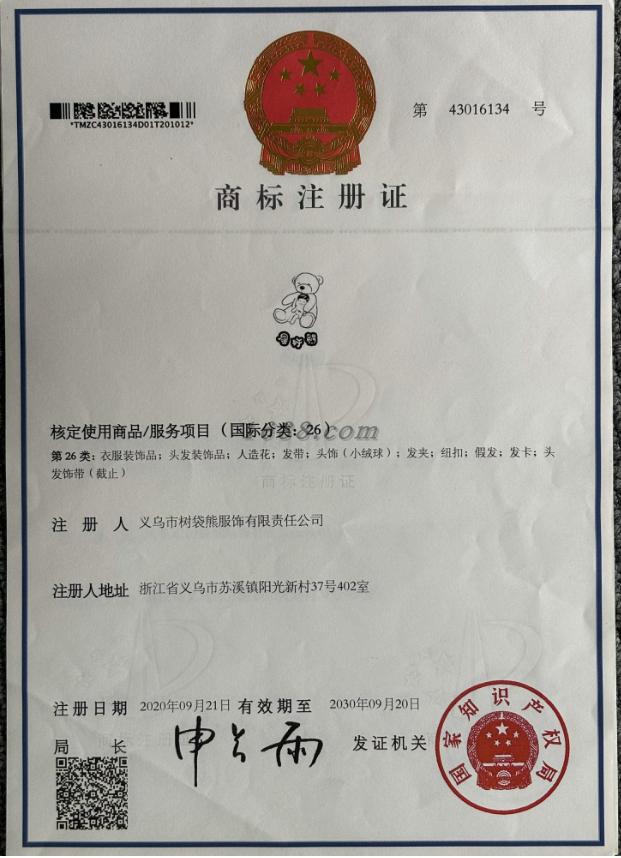 *TMZC43016134D01T201012*
第 43016134 号
商标注册证
核定使用商品/服务项目（国际分类：26）
1688.com
第26类：衣服装饰品；头发装饰品；人造花；发带；头饰（小绒球）；发夹；纽扣；假发；发卡；头
发饰带（截止）
商标注册证
注册人 义乌市树袋熊服饰有限责任公司
注册人地址 浙江省义乌市苏溪镇阳光新村37号402室
注册日期 2020年09月21日 有效期至 2030年09月20日
局长 申长雨 发证机关
国家知识产权局